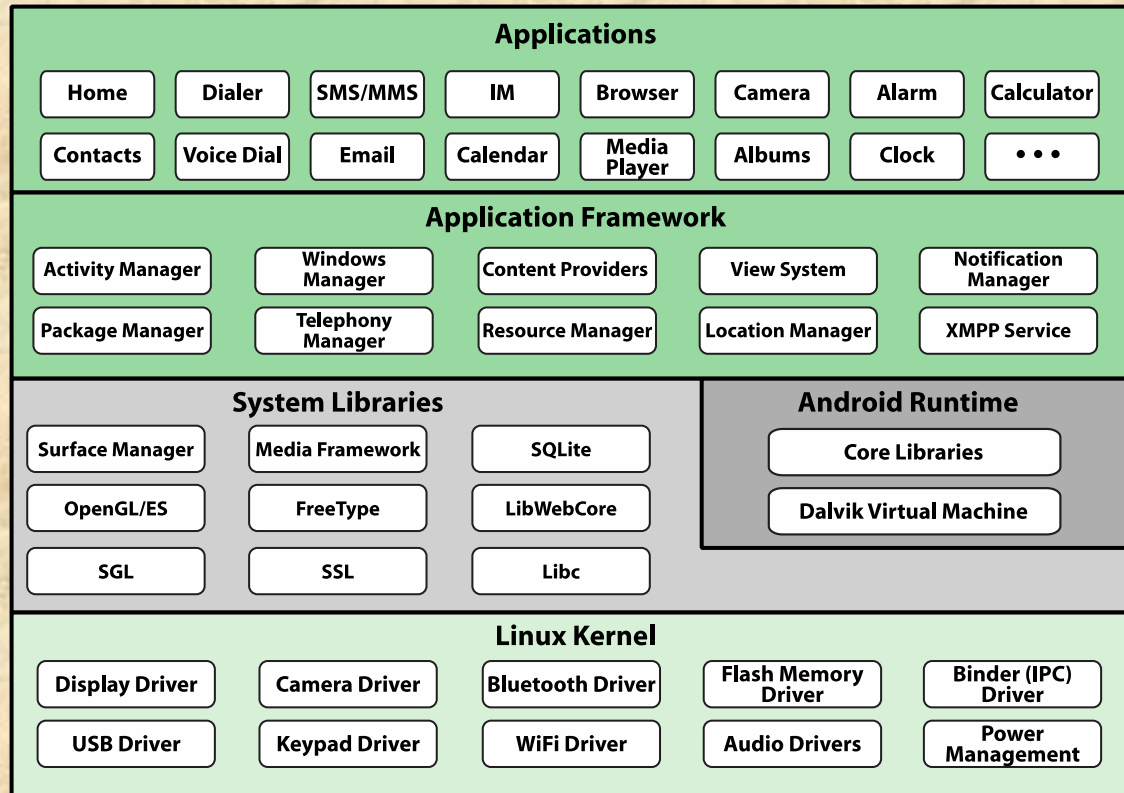 Applications
Home Dialer SMS/MMS IM Browser Camera Alarm Calculator
Contacts Voice Dial Email Calendar Media Player Albums Clock •••
Application Framework
Activity Manager Windows Manager Content Providers View System Notification Manager
Package Manager Telephony Manager Resource Manager Location Manager XMPP Service
System Libraries
Surface Manager Media Framework SQLite
OpenGL/ES FreeType LibWebCore
SGL SSL Libc
Android Runtime
Core Libraries
Dalvik Virtual Machine
Linux Kernel
Display Driver Camera Driver Bluetooth Driver Flash Memory Driver Binder (IPC) Driver
USB Driver Keypad Driver WiFi Driver Audio Drivers Power Management